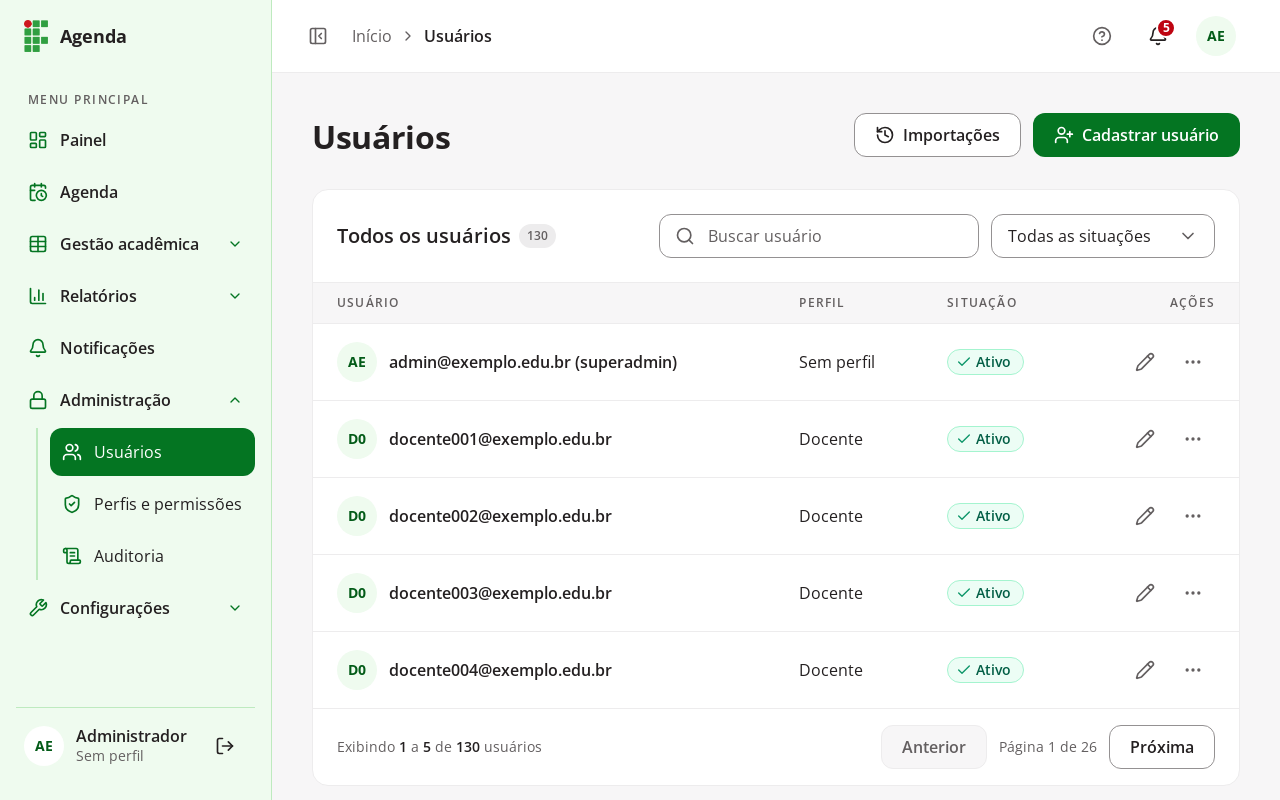 Agenda
MENU PRINCIPAL
Painel
Agenda
Gestão acadêmica
Relatórios
Notificações
Administração
Usuários
Perfis e permissões
Auditoria
Configurações
AE
Administrador
Sem perfil
Início
Usuários
5
AE
Usuários
Importações
Cadastrar usuário
Todos os usuários 130
Buscar usuário
Todas as situações
USUÁRIO PERFIL SITUAÇÃO AÇÕES
AE admin@exemplo.edu.br (superadmin) Sem perfil Ativo
D0 docente001@exemplo.edu.br Docente Ativo
D0 docente002@exemplo.edu.br Docente Ativo
D0 docente003@exemplo.edu.br Docente Ativo
D0 docente004@exemplo.edu.br Docente Ativo
Exibindo 1 a 5 de 130 usuários
Anterior
Página 1 de 26
Próxima